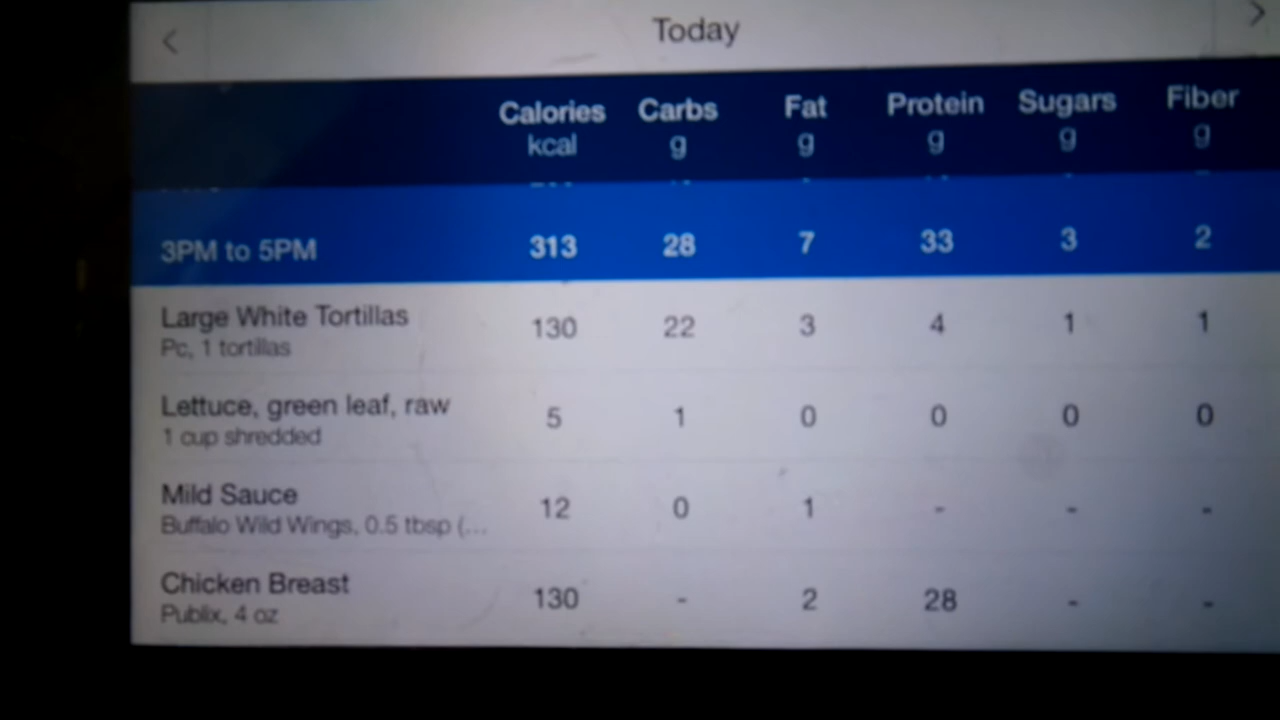 Today
Calories Carbs Fat Protein Sugars Fiber
kcal g g g g g
3PM to 5PM 313 28 7 33 3 2
Large White Tortillas 130 22 3 4 1 1
Pc, 1 tortillas
Lettuce, green leaf, raw 5 1 0 0 0 0
1 cup shredded
Mild Sauce 12 0 1 - - -
Buffalo Wild Wings, 0.5 tbsp (...
Chicken Breast 130 - 2 28 - -
Publix, 4 oz